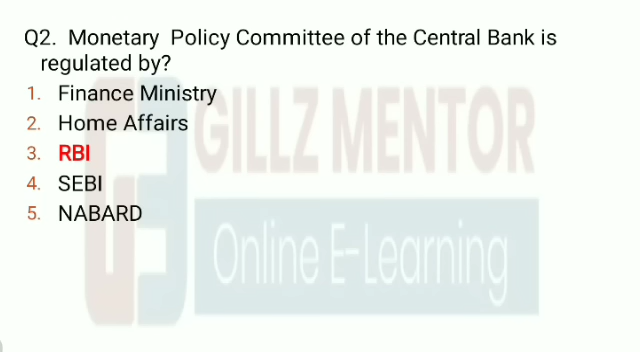 Q2. Monetary Policy Committee of the Central Bank is
regulated by?
1. Finance Ministry
2. Home Affairs
3. RBI
4. SEBI
5. NABARD
GILLZ MENTOR
Online E-Learning